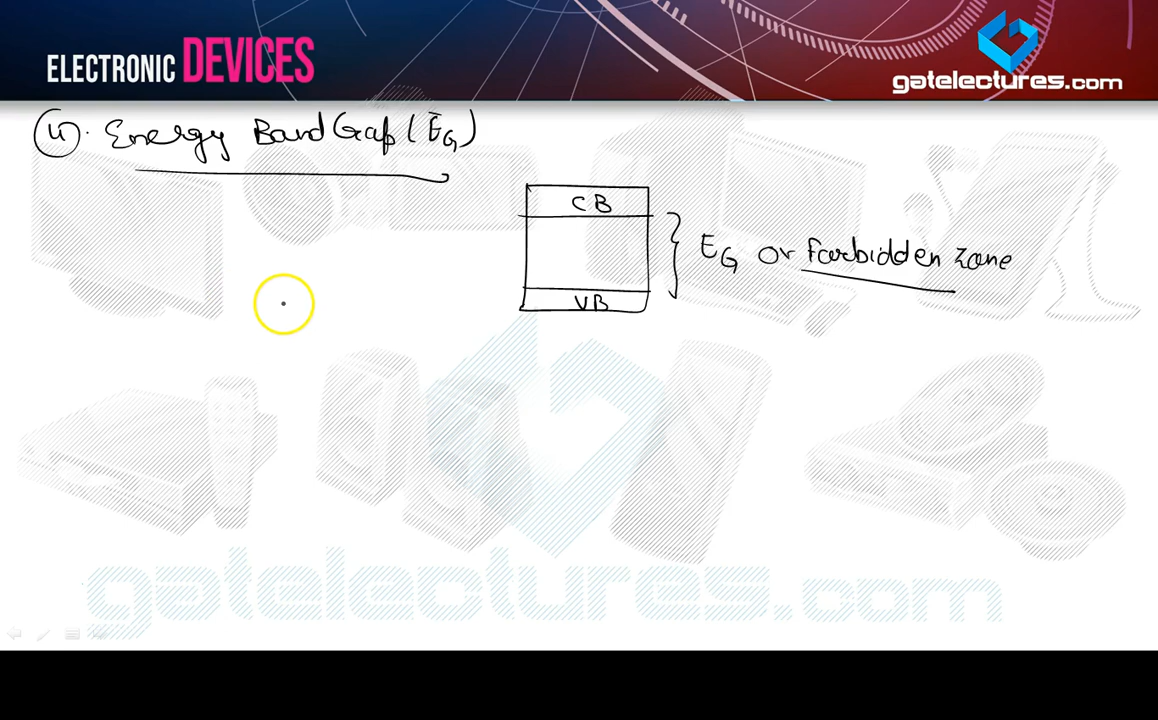 ELECTRONIC DEVICES
gatelectures.com
4. Energy Band Gap (EG)
CB
EG or forbidden zone
VB
gatelectures.com